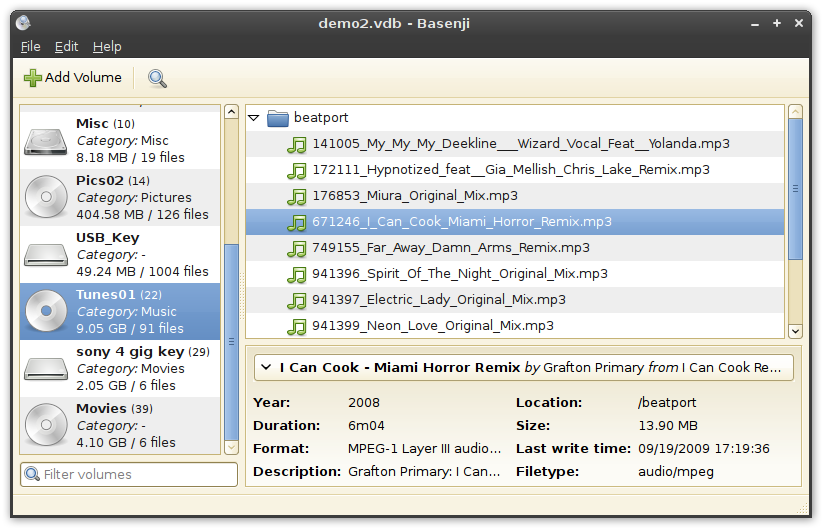 demo2.vdb - Basenji
File Edit Help
Add Volume
Misc (10)
Category: Misc
8.18 MB / 19 files
Pics02 (14)
Category: Pictures
404.58 MB / 126 files
USB_Key
Category: -
49.24 MB / 1004 files
Tunes01 (22)
Category: Music
9.05 GB / 91 files
sony 4 gig key (29)
Category: Movies
2.05 GB / 6 files
Movies (39)
Category: -
4.10 GB / 6 files
Filter volumes
beatport
141005_My_My_My_Deekline___Wizard_Vocal_Feat__Yolanda.mp3
172111_Hypnotized_feat__Gia_Mellish_Chris_Lake_Remix.mp3
176853_Miura_Original_Mix.mp3
671246_I_Can_Cook_Miami_Horror_Remix.mp3
749155_Far_Away_Damn_Arms_Remix.mp3
941396_Spirit_Of_The_Night_Original_Mix.mp3
941397_Electric_Lady_Original_Mix.mp3
941399_Neon_Love_Original_Mix.mp3
I Can Cook - Miami Horror Remix by Grafton Primary from I Can Cook Re...
Year: 2008 Location: /beatport
Duration: 6m04 Size: 13.90 MB
Format: MPEG-1 Layer III audio... Last write time: 09/19/2009 17:19:36
Description: Grafton Primary: I Can... Filetype: audio/mpeg